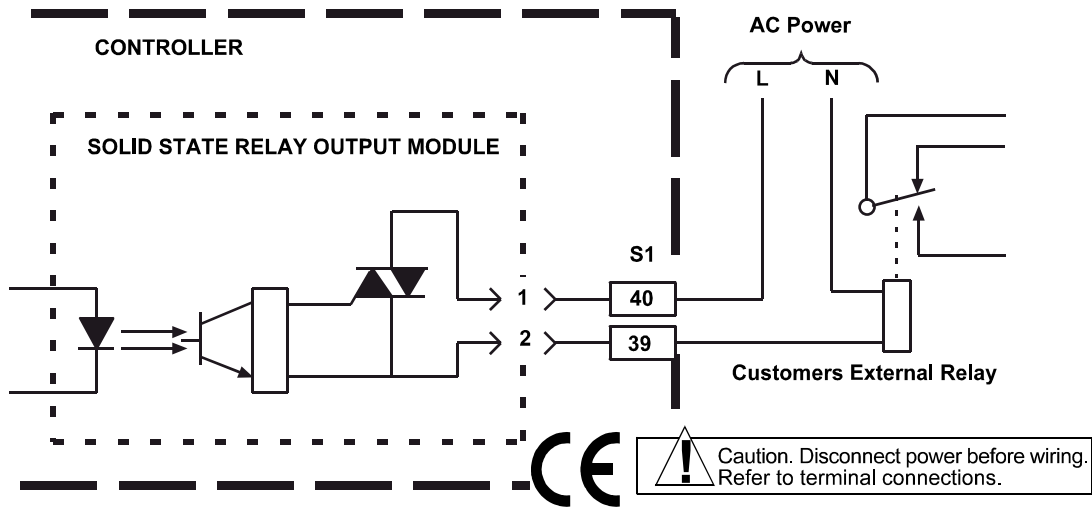 AC Power
CONTROLLER
L N
SOLID STATE RELAY OUTPUT MODULE
S1
1 40
2 39
Customers External Relay
CE
! Caution. Disconnect power before wiring.
Refer to terminal connections.